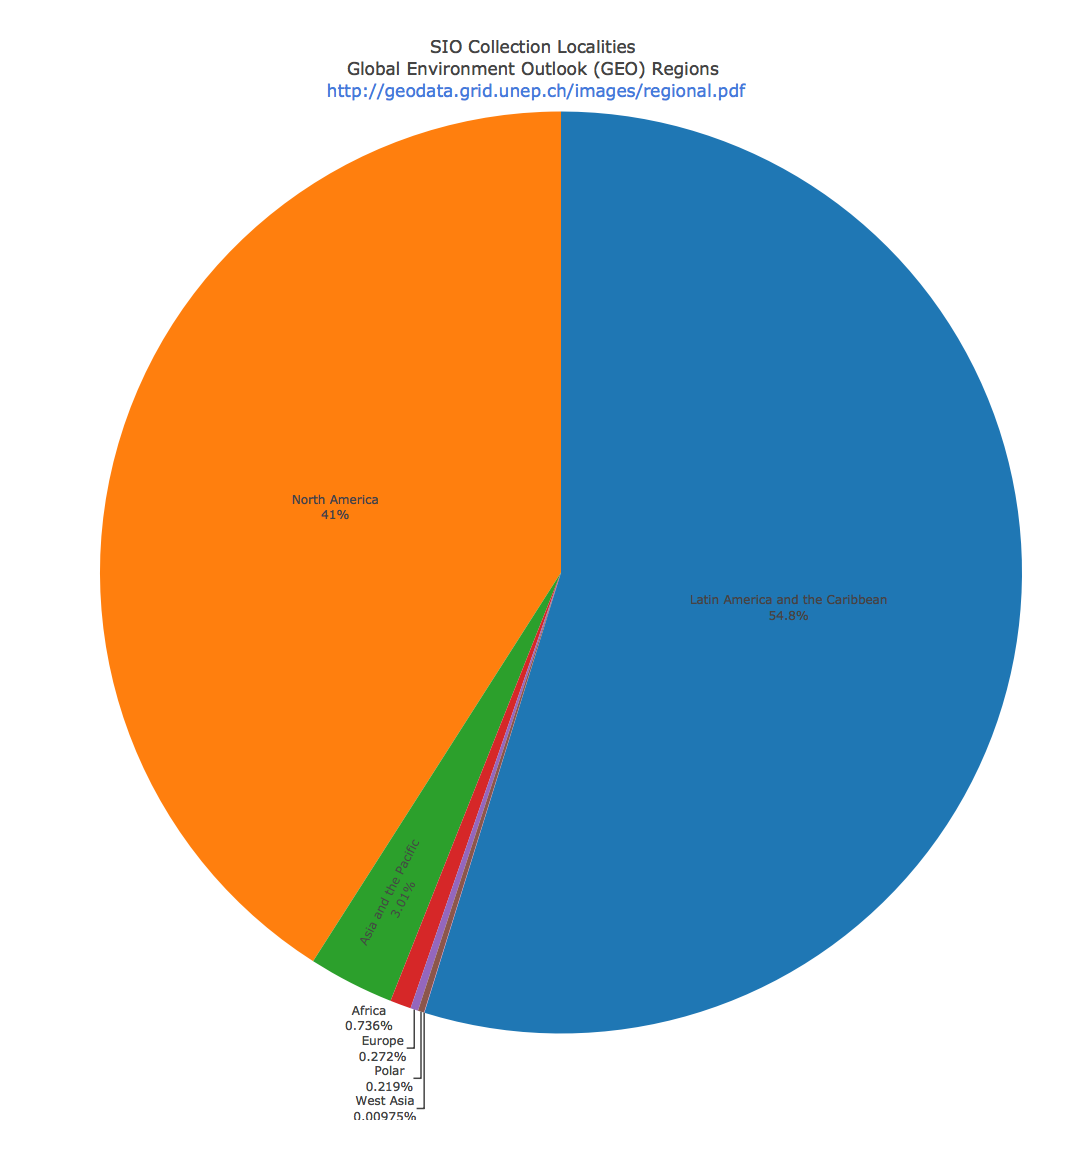 SIO Collection Localities
Global Environment Outlook (GEO) Regions
http://geodata.grid.unep.ch/images/regional.pdf
North America
41%
Latin America and the Caribbean
54.8%
Asia and the Pacific
3.01%
Africa
0.736%
Europe
0.272%
Polar
0.219%
West Asia
0.00975%